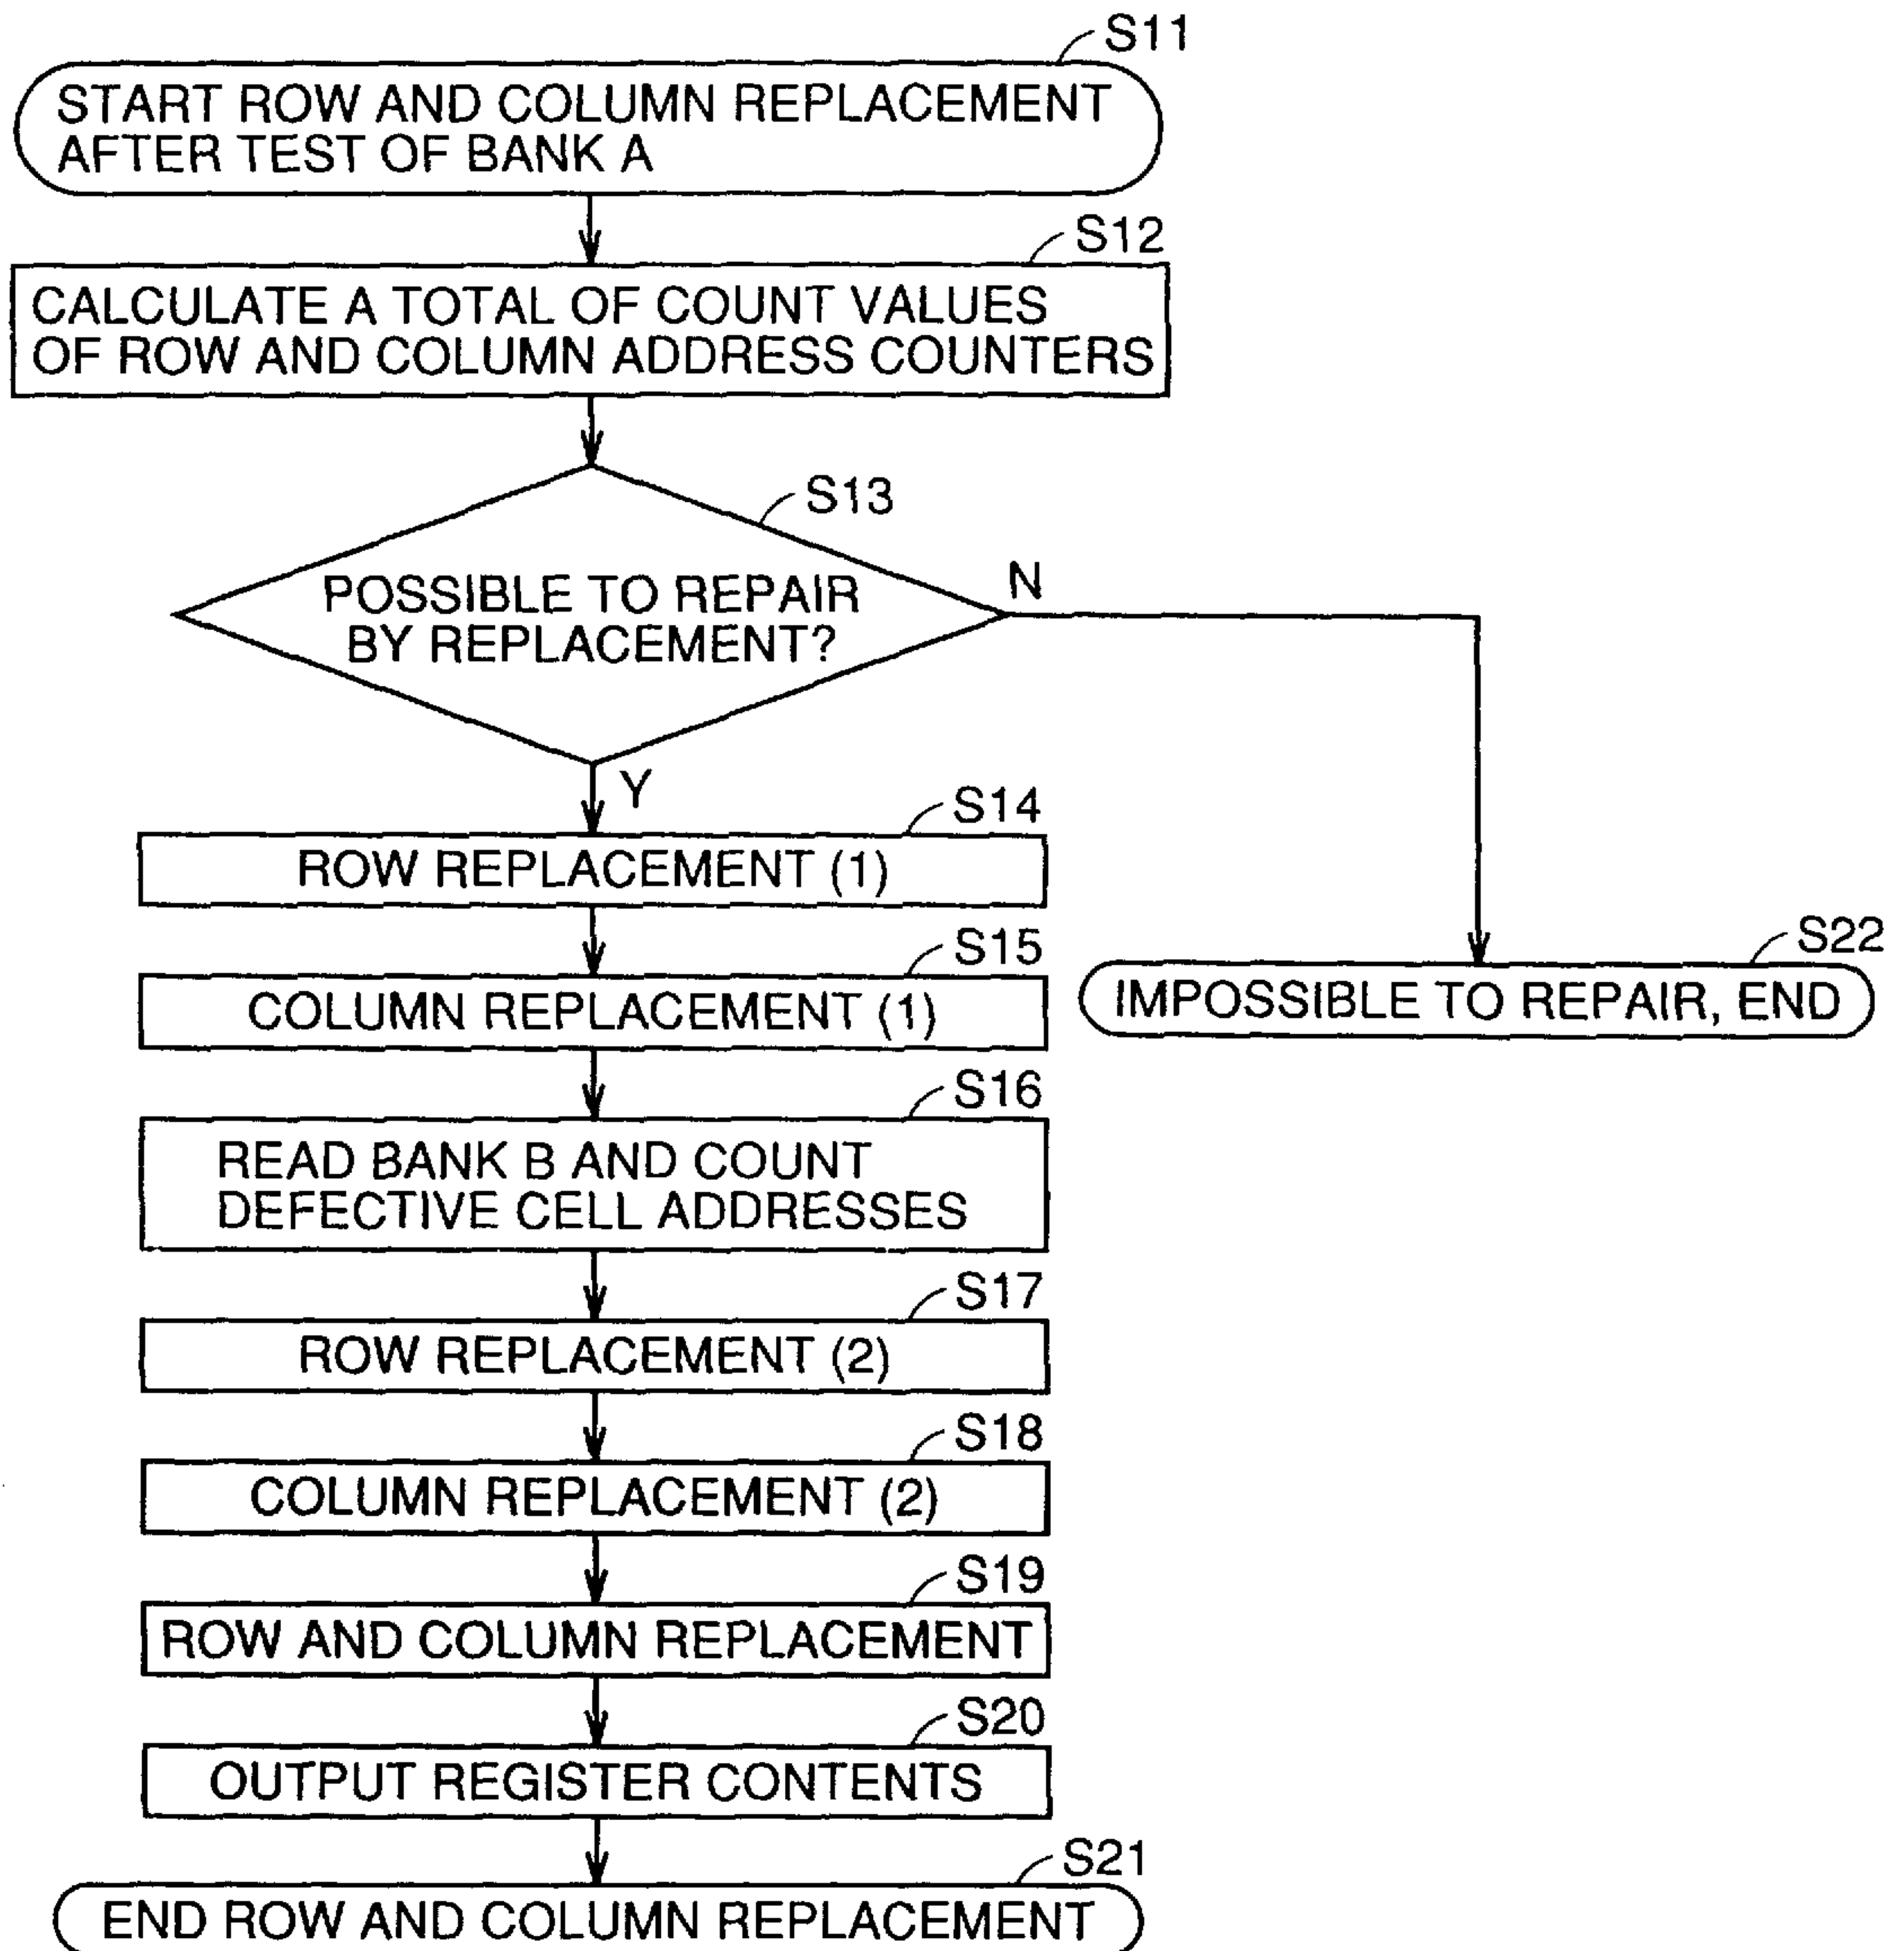 S11
START ROW AND COLUMN REPLACEMENT
AFTER TEST OF BANK A
S12
CALCULATE A TOTAL OF COUNT VALUES
OF ROW AND COLUMN ADDRESS COUNTERS
S13
POSSIBLE TO REPAIR
BY REPLACEMENT?
N
Y
S14
ROW REPLACEMENT (1)
S15
COLUMN REPLACEMENT (1)
S22
IMPOSSIBLE TO REPAIR, END
S16
READ BANK B AND COUNT
DEFECTIVE CELL ADDRESSES
S17
ROW REPLACEMENT (2)
S18
COLUMN REPLACEMENT (2)
S19
ROW AND COLUMN REPLACEMENT
S20
OUTPUT REGISTER CONTENTS
S21
END ROW AND COLUMN REPLACEMENT